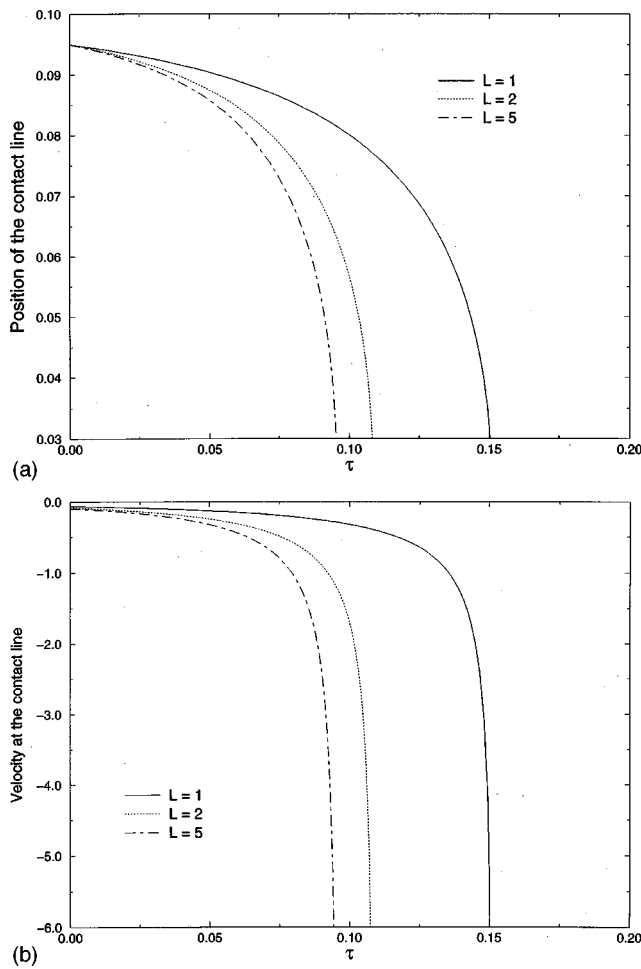 0.10
0.09
0.08
0.07
0.06
0.05
0.04
0.03
Position of the contact line
L = 1
L = 2
L = 5
0.00
0.05
0.10
0.15
0.20
τ
(a)
0.0
−1.0
−2.0
−3.0
−4.0
−5.0
−6.0
Velocity at the contact line
L = 1
L = 2
L = 5
0.00
0.05
0.10
0.15
0.20
τ
(b)